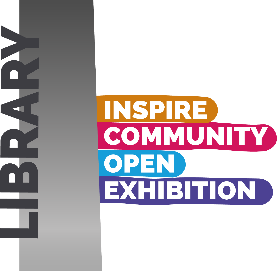 LIBRARY
INSPIRE
COMMUNITY
OPEN
EXHIBITION